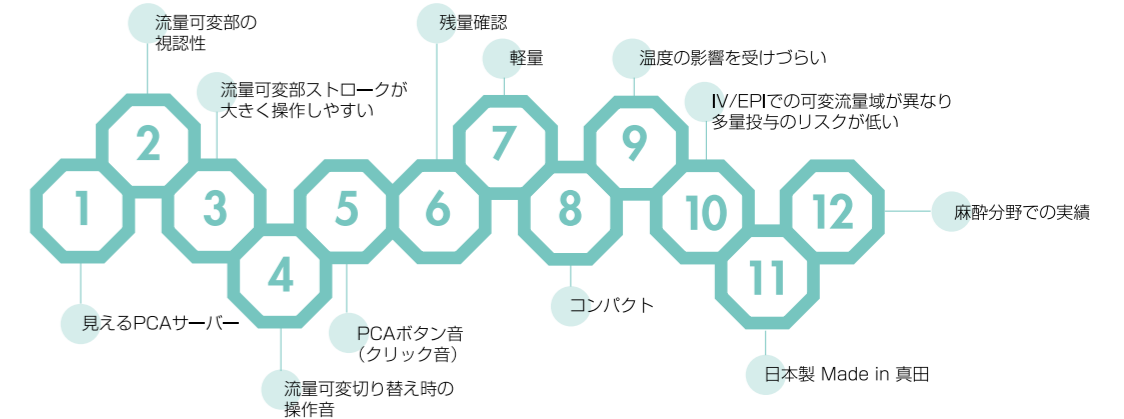 1
見えるPCAサーバー
2
流量可変部の
視認性
3
流量可変部ストロークが
大きく操作しやすい
4
流量可変切り替え時の
操作音
5
PCAボタン音
（クリック音）
6
残量確認
7
軽量
8
コンパクト
9
温度の影響を受けづらい
10
IV/EPIでの可変流量域が異なり
多量投与のリスクが低い
11
日本製 Made in 真田
12
麻酔分野での実績